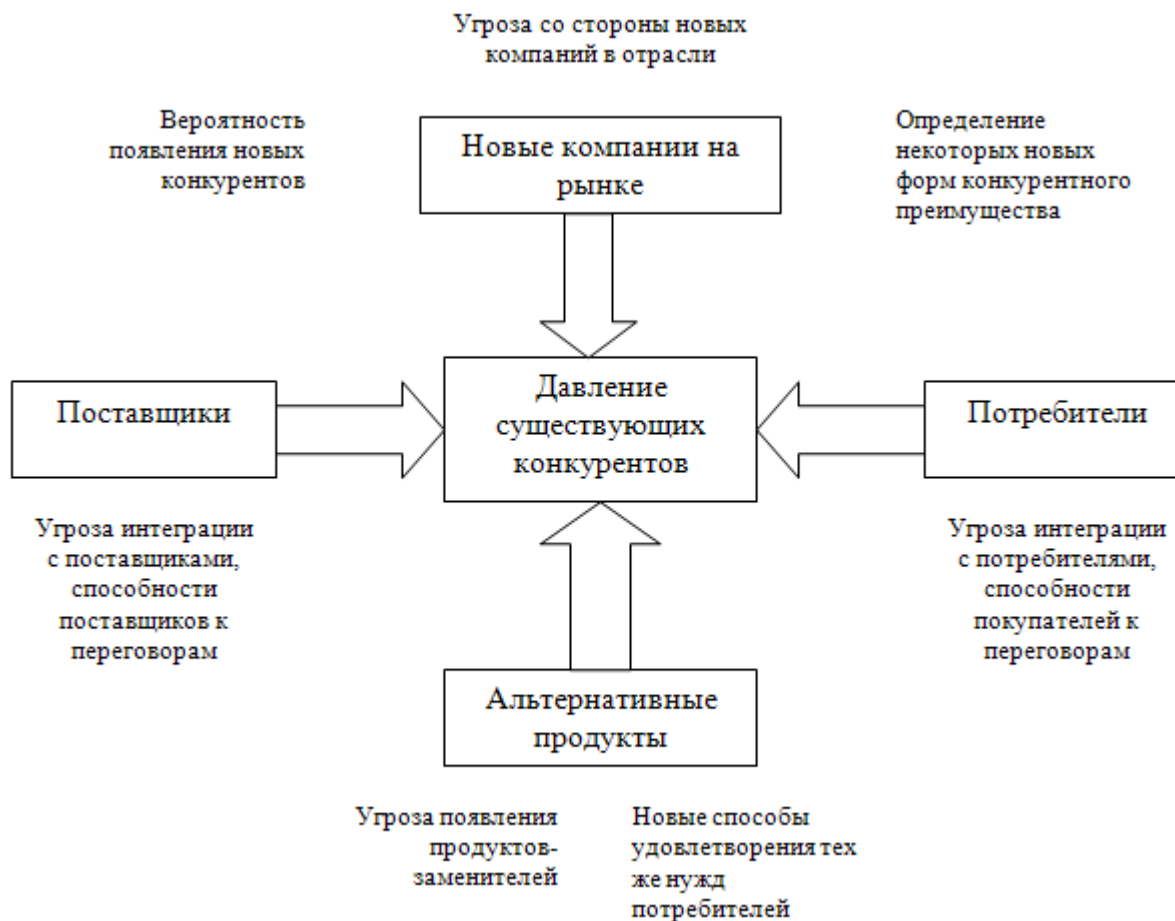 Угроза со стороны новых
компаний в отрасли
Вероятность
появления новых
конкурентов
Новые компании на
рынке
Определение
некоторых новых
форм конкурентного
преимущества
Поставщики
Давление
существующих
конкурентов
Потребители
Угроза интеграции
с поставщиками,
способности
поставщиков к
переговорам
Угроза интеграции
с потребителями,
способности
покупателей к
переговорам
Альтернативные
продукты
Угроза появления
продуктов-
заменителей
Новые способы
удовлетворения тех
же нужд
потребителей